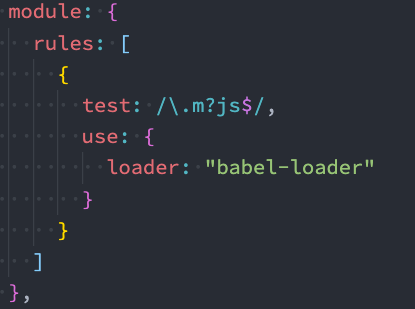 module: {
  rules: [
    {
      test: /\.m?js$/,
      use: {
        loader: "babel-loader"
      }
    }
  ]
},